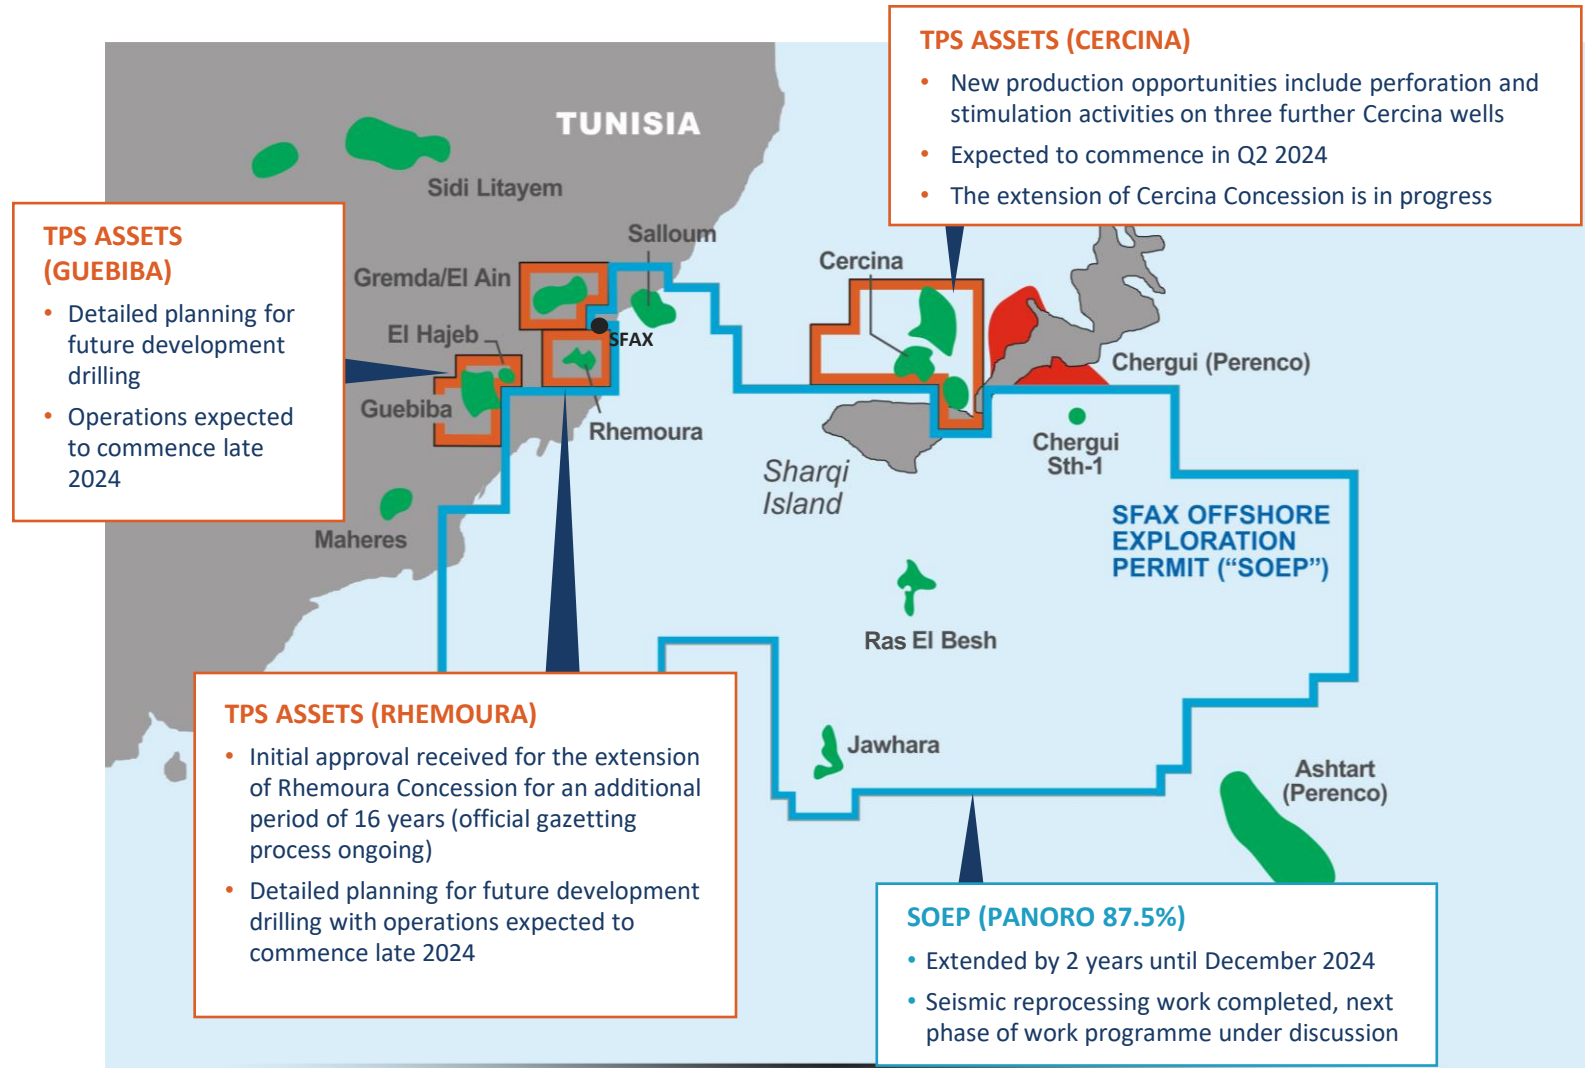 TPS ASSETS (CERCINA)
• New production opportunities include perforation and
stimulation activities on three further Cercina wells
• Expected to commence in Q2 2024
• The extension of Cercina Concession is in progress
TUNISIA
Sidi Litayem
TPS ASSETS
(GUEBIBA)
• Detailed planning for
future development
drilling
• Operations expected
to commence late
2024
Salloum
Gremda/El Ain
Cercina
El Hajeb
SFAX
Chergui (Perenco)
Guebiba
Rhemoura
Chergui
Sth-1
Sharqi
Island
SFAX OFFSHORE
EXPLORATION
PERMIT (“SOEP”)
Maheres
Ras El Besh
TPS ASSETS (RHEMOURA)
• Initial approval received for the extension
of Rhemoura Concession for an additional
period of 16 years (official gazetting
process ongoing)
• Detailed planning for future development
drilling with operations expected to
commence late 2024
Jawhara
Ashtart
(Perenco)
SOEP (PANORO 87.5%)
• Extended by 2 years until December 2024
• Seismic reprocessing work completed, next
phase of work programme under discussion